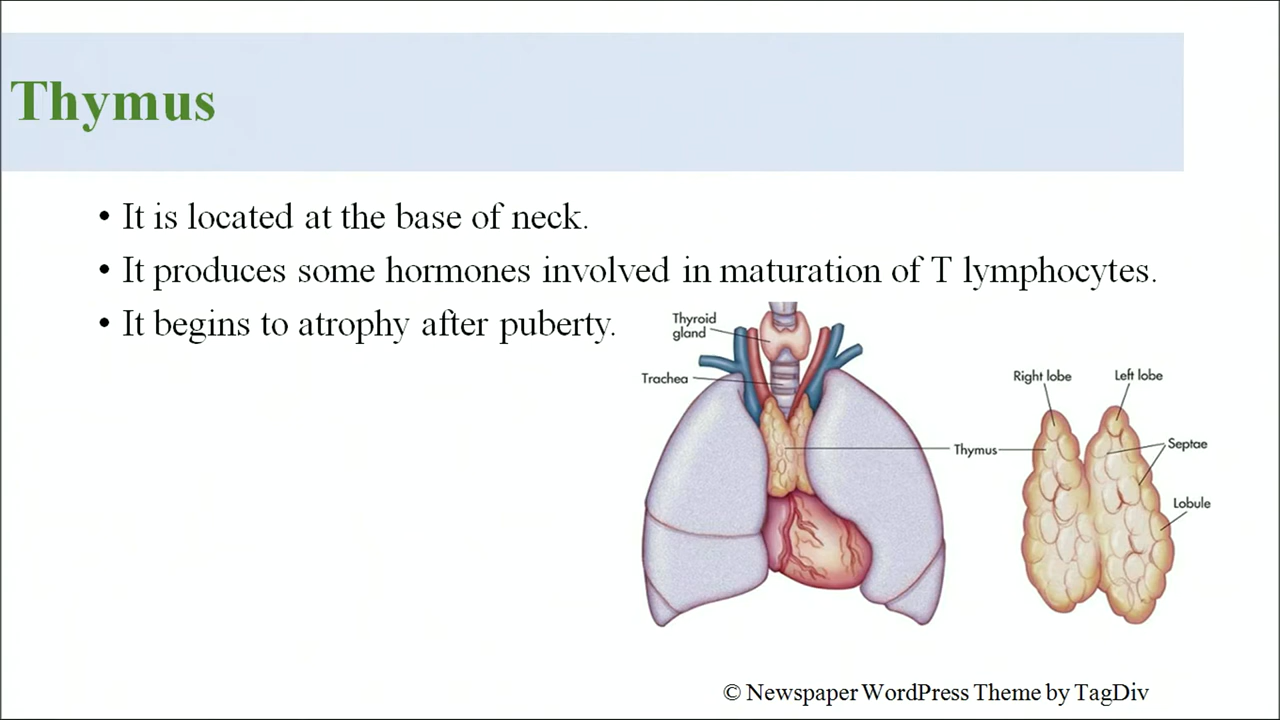 Thymus
• It is located at the base of neck.
• It produces some hormones involved in maturation of T lymphocytes.
• It begins to atrophy after puberty.
Thyroid
gland
Trachea
Right lobe
Left lobe
Thymus
Septae
Lobule
© Newspaper WordPress Theme by TagDiv